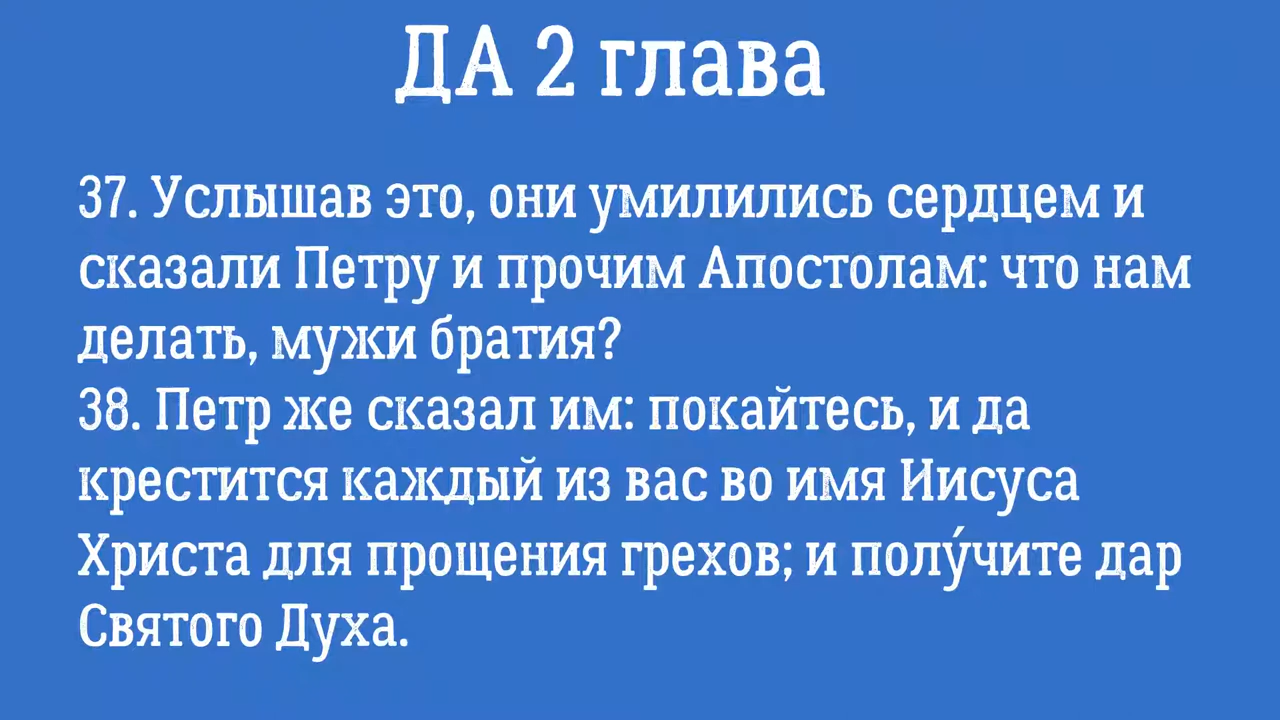 ДА 2 глава
37. Услышав это, они умилились сердцем и
сказали Петру и прочим Апостолам: что нам
делать, мужи братия?
38. Петр же сказал им: покайтесь, и да
крестится каждый из вас во имя Иисуса
Христа для прощения грехов; и полу́чите дар
Святого Духа.